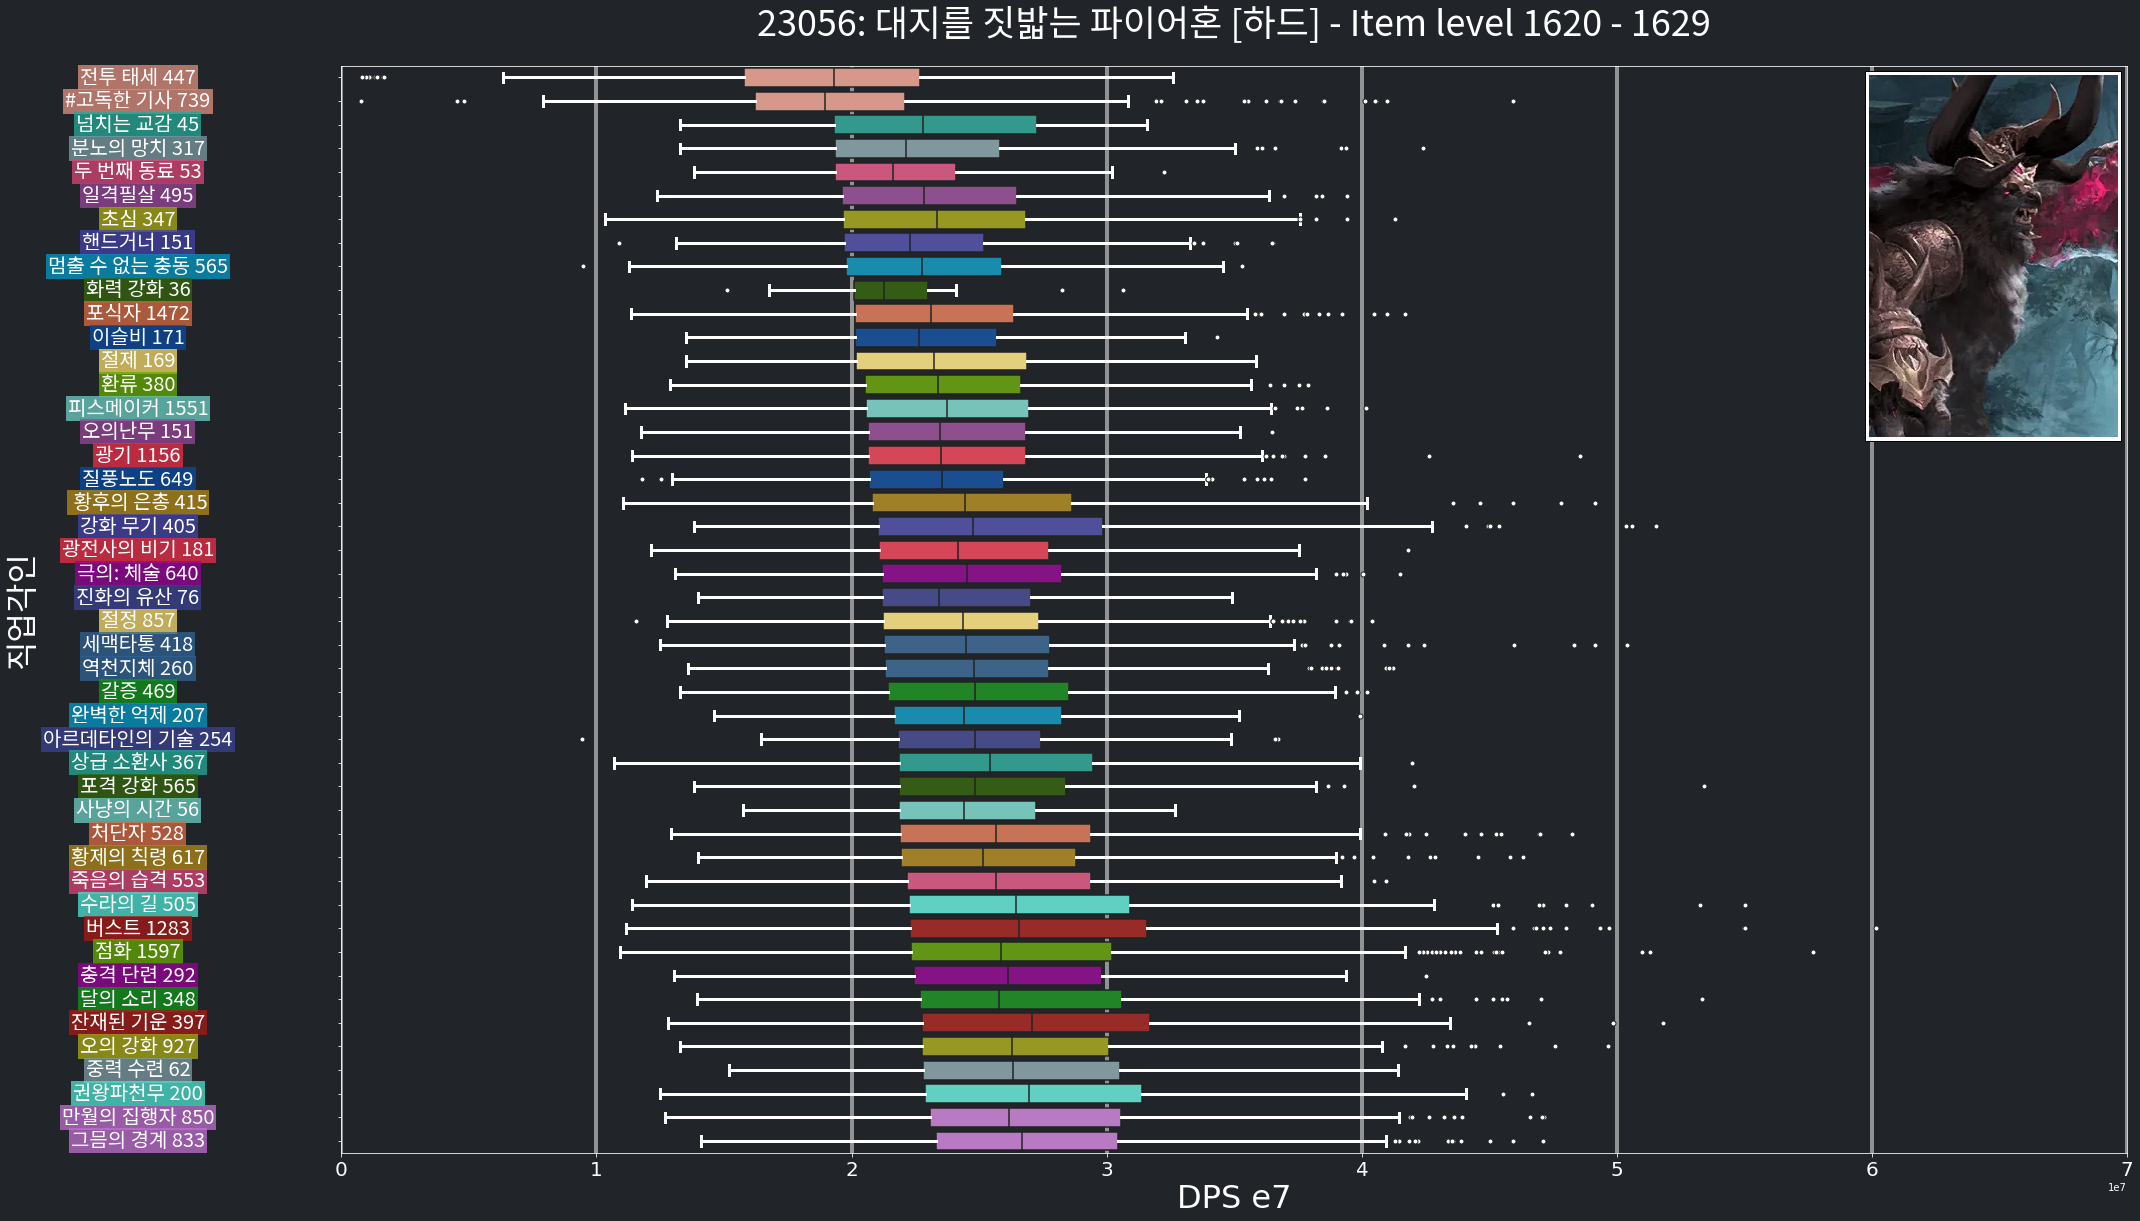 23056: 대지를 짓밟는 파이어혼 [하드] - Item level 1620 - 1629
전투 태세 447
#고독한 기사 739
넘치는 교감 45
분노의 망치 317
두 번째 동료 53
일격필살 495
초심 347
핸드거너 151
멈출 수 없는 충동 565
화력 강화 36
포식자 1472
이슬비 171
절제 169
환류 380
피스메이커 1551
오의난무 151
광기 1156
질풍노도 649
황후의 은총 415
강화 무기 405
광전사의 비기 181
극의: 체술 640
진화의 유산 76
절정 857
세맥타통 418
역천지체 260
갈증 469
완벽한 억제 207
아르데타인의 기술 254
상급 소환사 367
포격 강화 565
사냥의 시간 56
처단자 528
황제의 칙령 617
죽음의 습격 553
수라의 길 505
버스트 1283
점화 1597
충격 단련 292
달의 소리 348
잔재된 기운 397
오의 강화 927
중력 수련 62
권왕파천무 200
만월의 집행자 850
그믐의 경계 833
직업각인
0 1 2 3 4 5 6 7
DPS e7
1e7